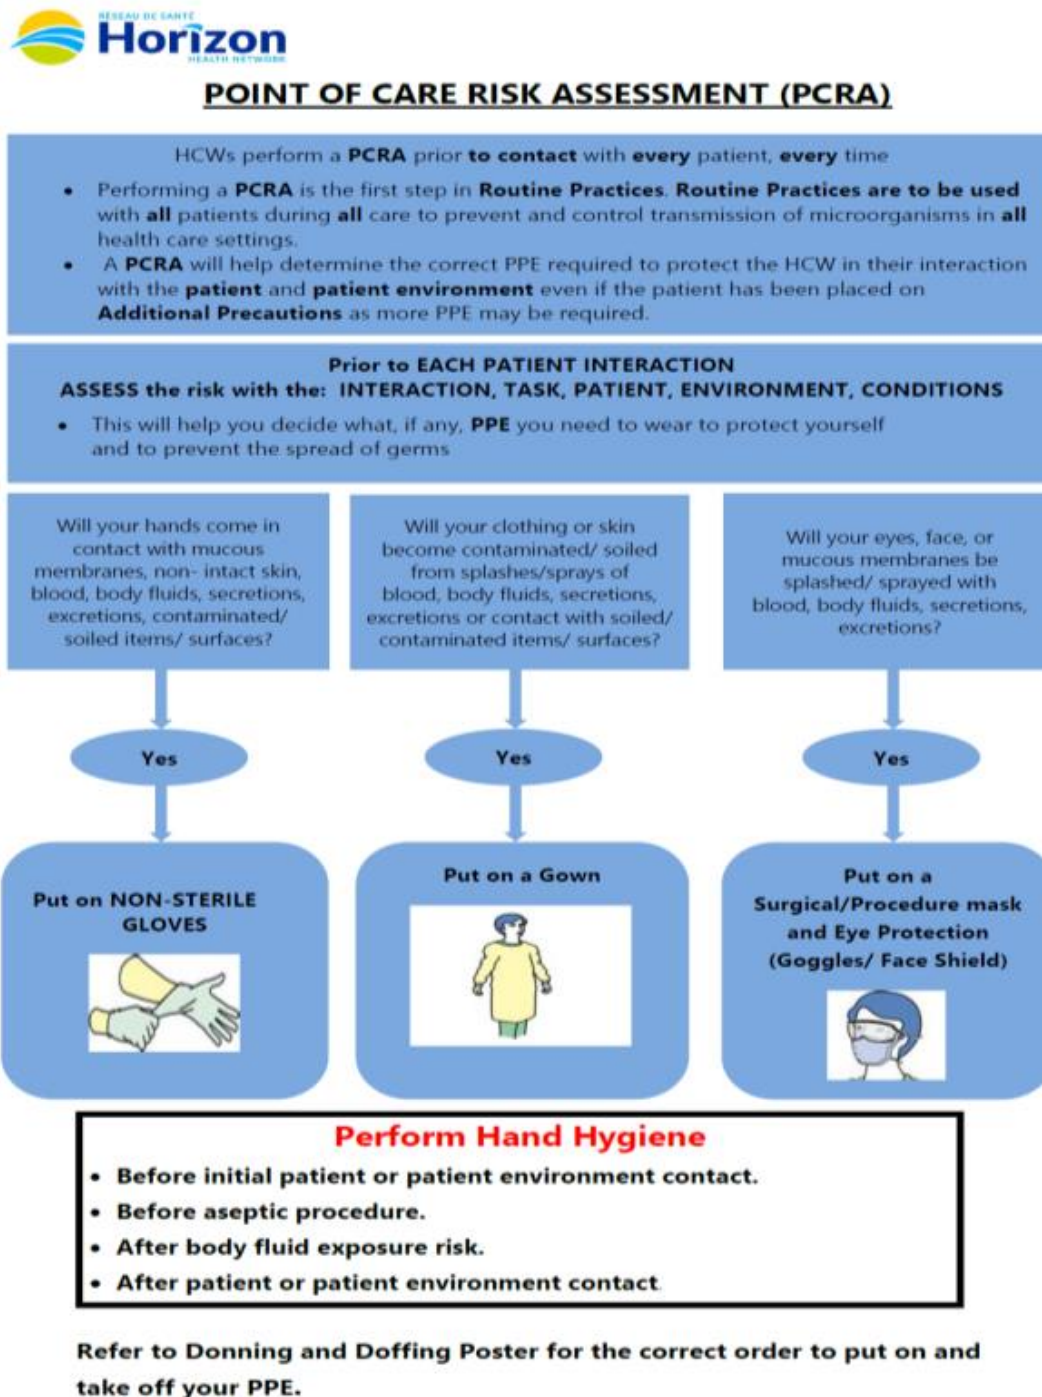 RÉSEAU DE SANTÉ
Horizon
HEALTH NETWORK
POINT OF CARE RISK ASSESSMENT (PCRA)
HCWs perform a PCRA prior to contact with every patient, every time
• Performing a PCRA is the first step in Routine Practices. Routine Practices are to be used
with all patients during all care to prevent and control transmission of microorganisms in all
health care settings.
• A PCRA will help determine the correct PPE required to protect the HCW in their interaction
with the patient and patient environment even if the patient has been placed on
Additional Precautions as more PPE may be required.
Prior to EACH PATIENT INTERACTION
ASSESS the risk with the: INTERACTION, TASK, PATIENT, ENVIRONMENT, CONDITIONS
• This will help you decide what, if any, PPE you need to wear to protect yourself
and to prevent the spread of germs
Will your hands come in
contact with mucous
membranes, non- intact skin,
blood, body fluids, secretions,
excretions, contaminated/
soiled items/ surfaces?
Yes
Put on NON-STERILE
GLOVES
Will your clothing or skin
become contaminated/ soiled
from splashes/sprays of
blood, body fluids, secretions,
excretions or contact with soiled/
contaminated items/ surfaces?
Yes
Put on a Gown
Will your eyes, face, or
mucous membranes be
splashed/ sprayed with
blood, body fluids, secretions,
excretions?
Yes
Put on a
Surgical/Procedure mask
and Eye Protection
(Goggles/ Face Shield)
Perform Hand Hygiene
• Before initial patient or patient environment contact.
• Before aseptic procedure.
• After body fluid exposure risk.
• After patient or patient environment contact.
Refer to Donning and Doffing Poster for the correct order to put on and
take off your PPE.